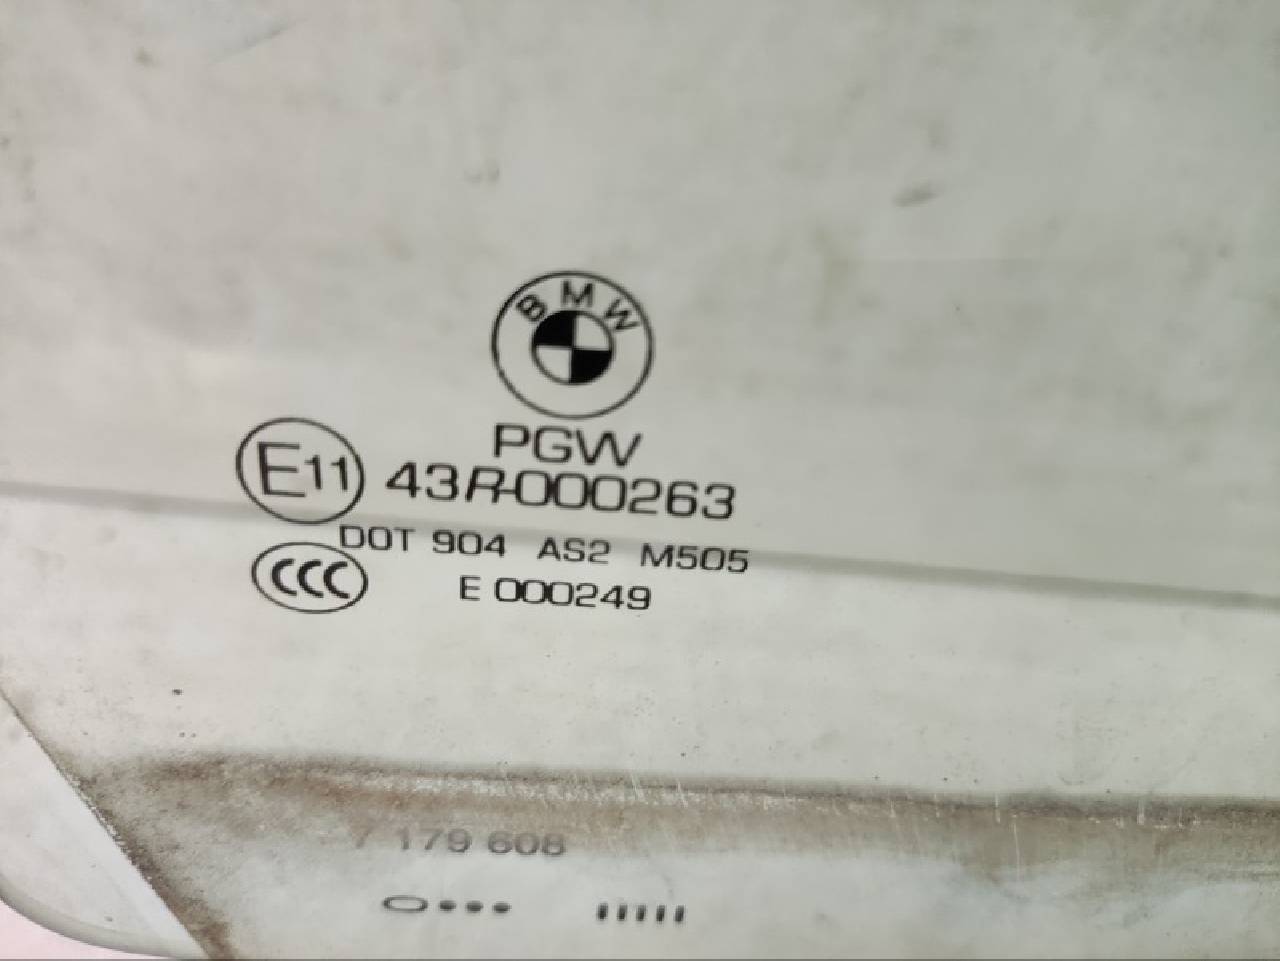 BMW
PGW
E11 43R-000263
DOT 904 AS2 M505
CCC E 000249
7 179 608